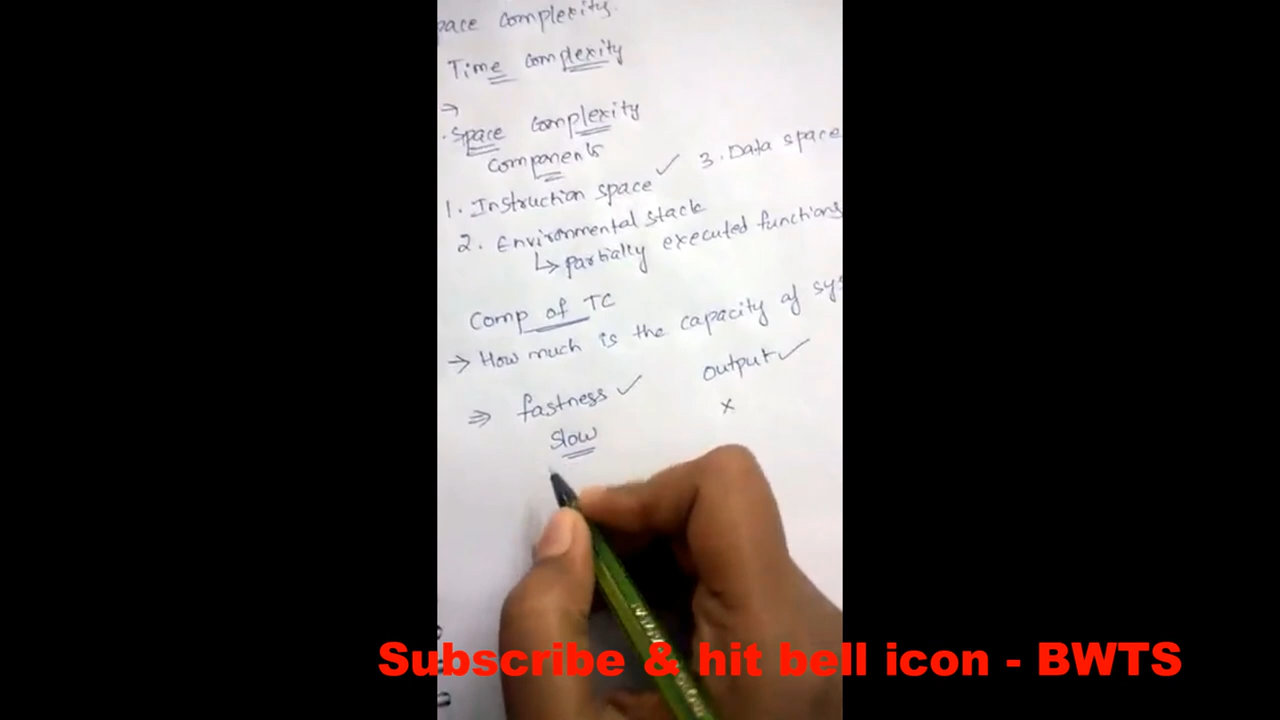 pace complexity.
Time complexity
→
. Space complexity
components
1. Instruction space ✓ 3. Data space
2. Environmental stack
↳ partially executed functions
Comp of TC
→ How much is the capacity of sys
⇒ fastness ✓ output ✓
slow ×
Subscribe & hit bell icon - BWTS